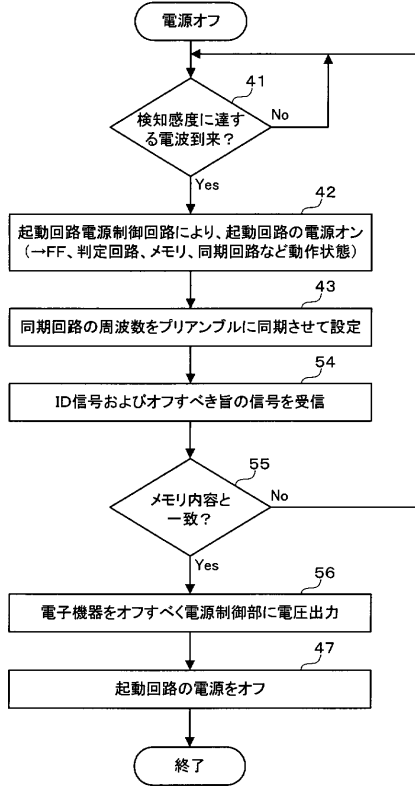 電源オフ
41
検知感度に達す
る電波到来？
No
Yes
42
起動回路電源制御回路により、起動回路の電源オン
（→FF、判定回路、メモリ、同期回路など動作状態）
43
同期回路の周波数をプリアンブルに同期させて設定
54
ID信号およびオフすべき旨の信号を受信
55
メモリ内容と
一致？
No
Yes
56
電子機器をオフすべく電源制御部に電圧出力
47
起動回路の電源をオフ
終了